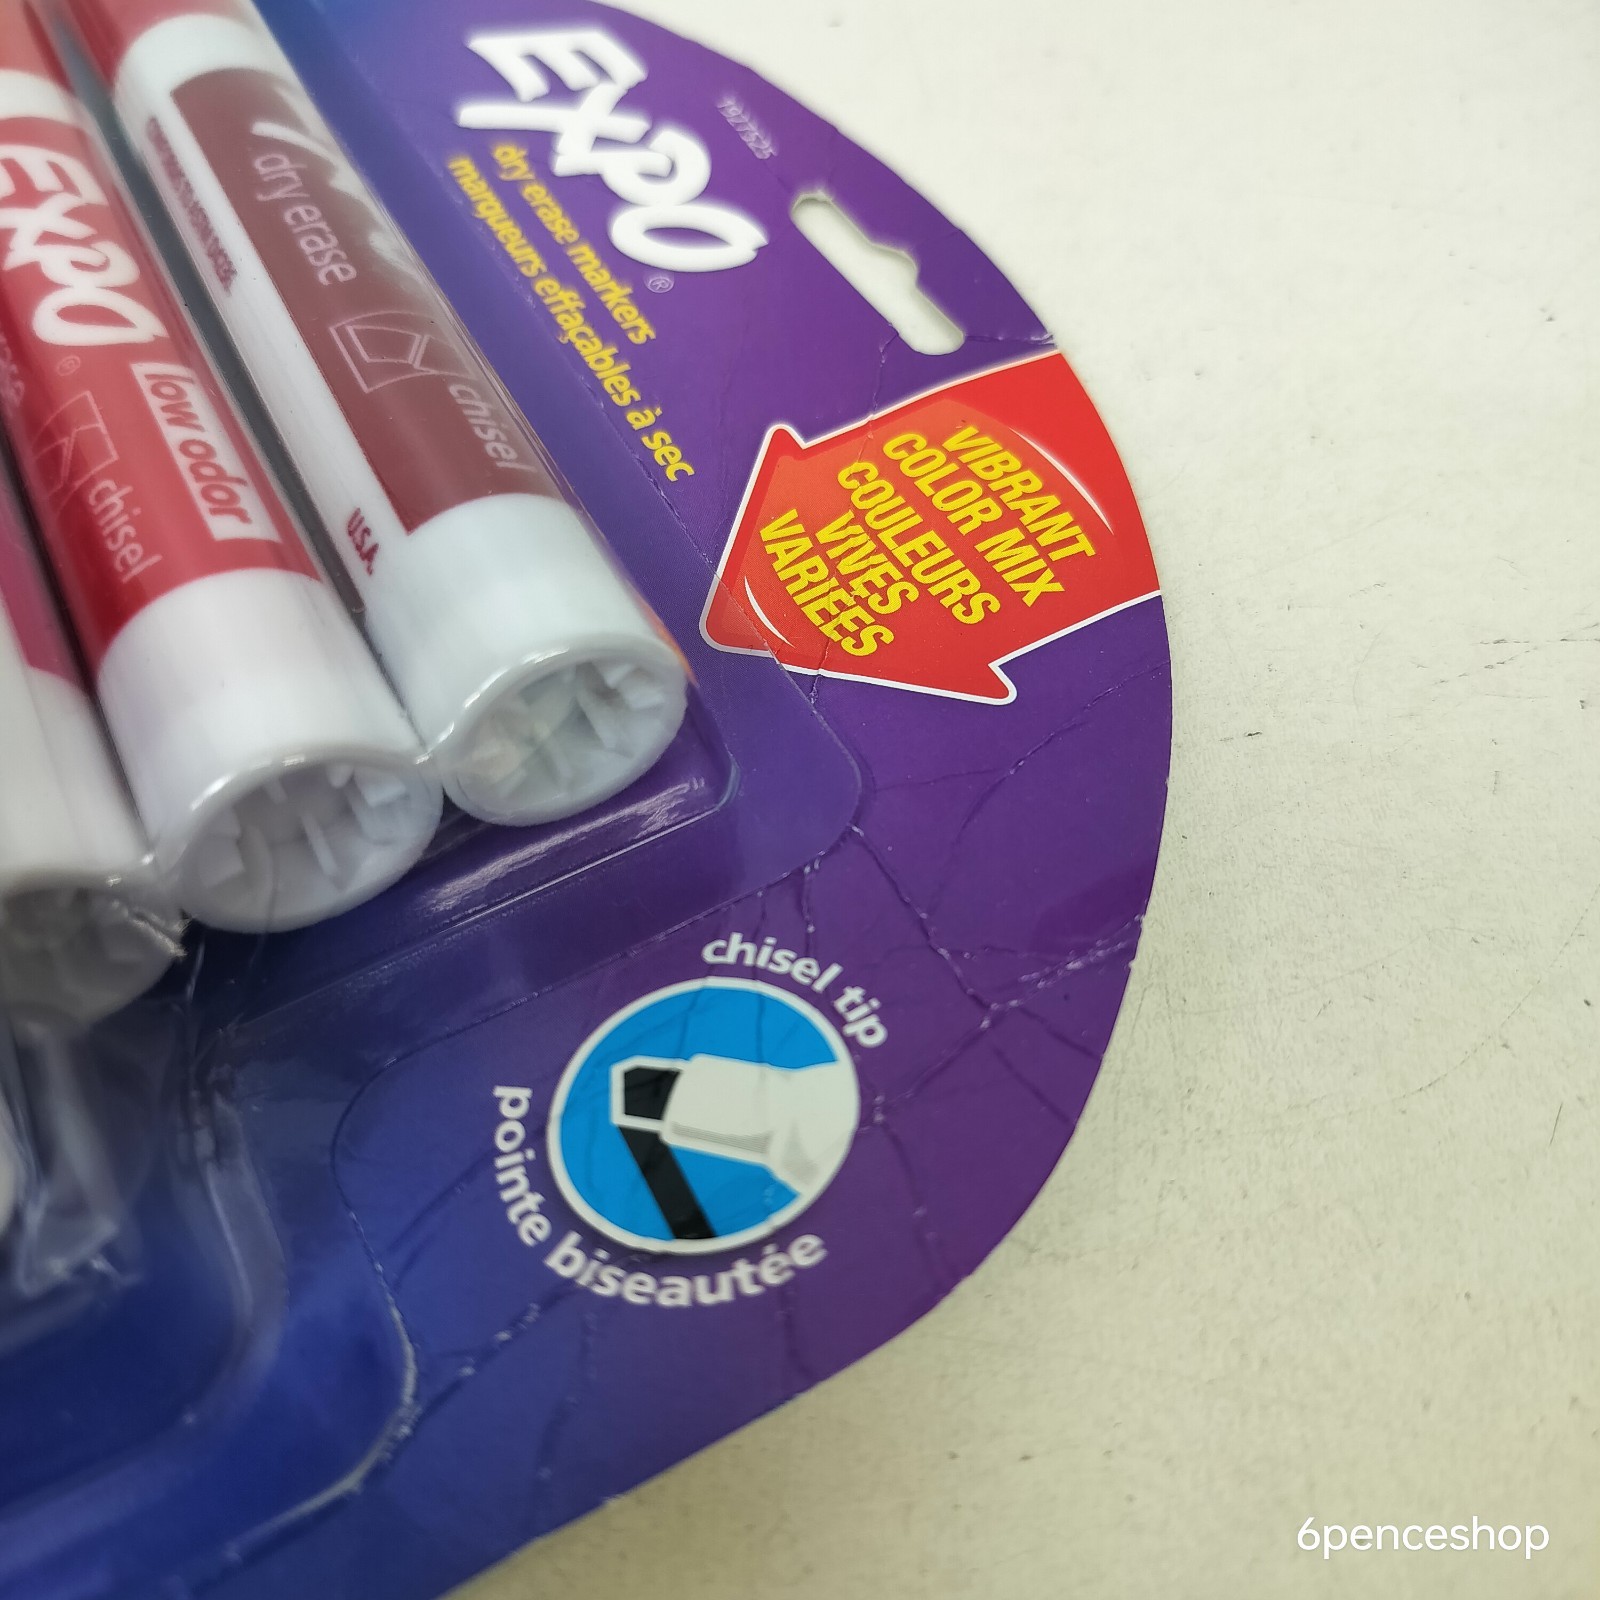 EXPO®
1927525
dry erase markers
marqueurs effaçables à sec
VIBRANT
COLOR MIX
COULEURS
VIVES
VARIÉES
dry erase
chisel
U.S.A.
EXPO®
low odor
chisel
chisel tip
pointe biseautée
6penceshop